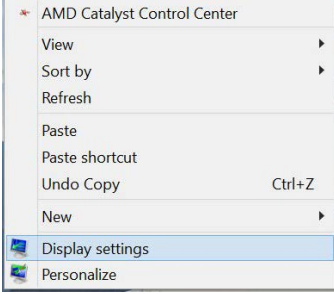 AMD Catalyst Control Center
View
Sort by
Refresh
Paste
Paste shortcut
Undo Copy Ctrl+Z
New
Display settings
Personalize